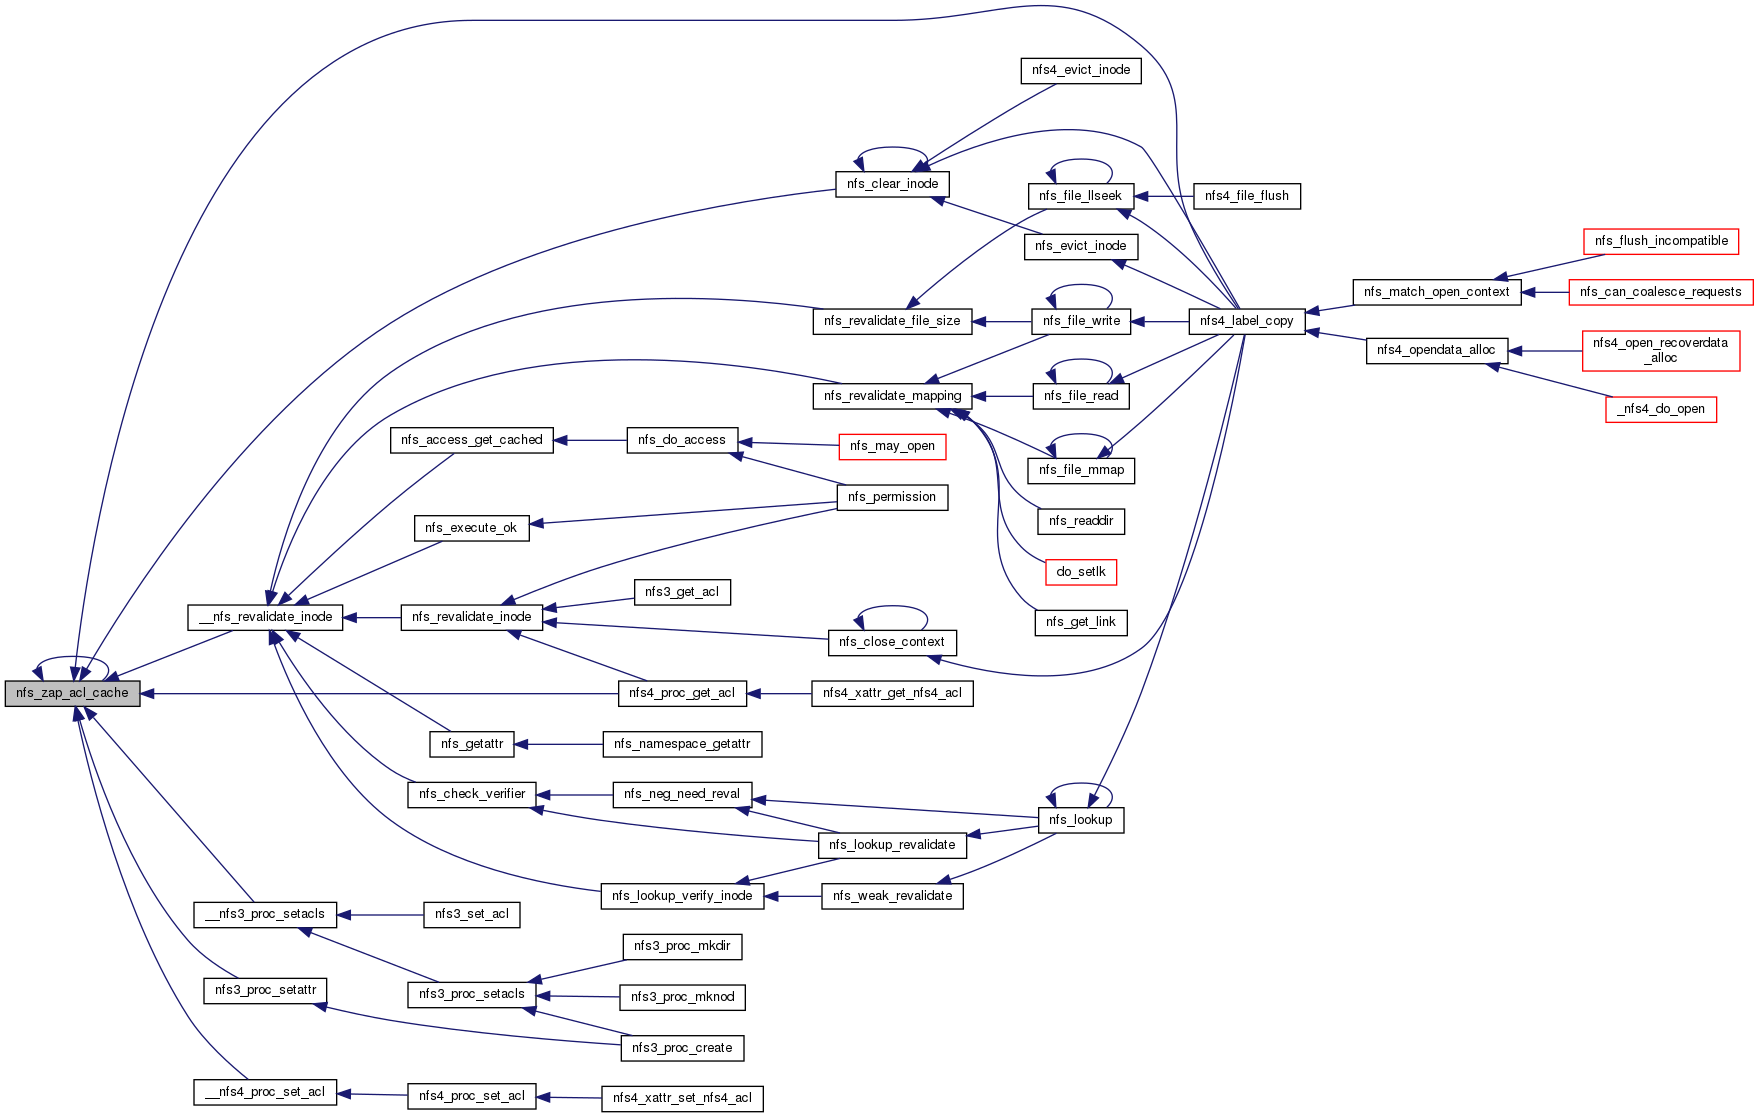 nfs4_evict_inode
nfs_clear_inode
nfs_file_llseek
nfs4_file_flush
nfs_evict_inode
nfs_flush_incompatible
nfs_match_open_context
nfs_can_coalesce_requests
nfs_revalidate_file_size
nfs_file_write
nfs4_label_copy
nfs4_opendata_alloc
nfs4_open_recoverdata
_alloc
nfs_revalidate_mapping
nfs_file_read
_nfs4_do_open
nfs_access_get_cached
nfs_do_access
nfs_may_open
nfs_file_mmap
nfs_permission
nfs_execute_ok
nfs_readdir
do_setlk
nfs3_get_acl
__nfs_revalidate_inode
nfs_revalidate_inode
nfs_get_link
nfs_close_context
nfs_zap_acl_cache
nfs4_proc_get_acl
nfs4_xattr_get_nfs4_acl
nfs_getattr
nfs_namespace_getattr
nfs_check_verifier
nfs_neg_need_reval
nfs_lookup
nfs_lookup_revalidate
nfs_lookup_verify_inode
nfs_weak_revalidate
__nfs3_proc_setacls
nfs3_set_acl
nfs3_proc_mkdir
nfs3_proc_setattr
nfs3_proc_setacls
nfs3_proc_mknod
nfs3_proc_create
__nfs4_proc_set_acl
nfs4_proc_set_acl
nfs4_xattr_set_nfs4_acl